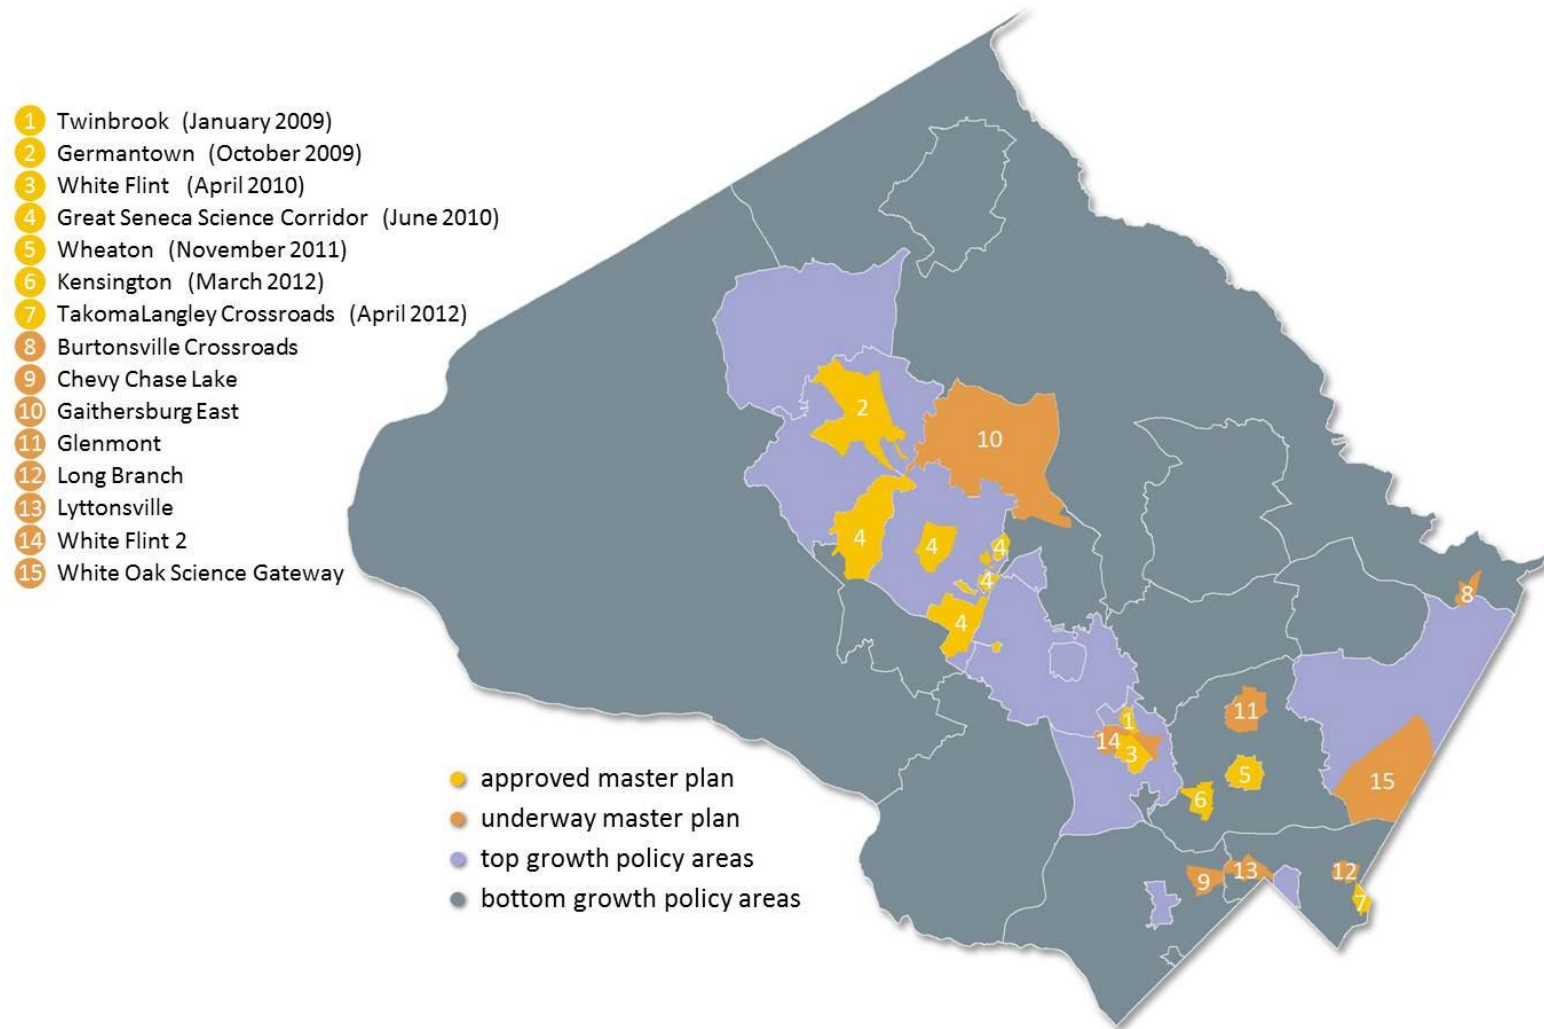 1 Twinbrook (January 2009)
2 Germantown (October 2009)
3 White Flint (April 2010)
4 Great Seneca Science Corridor (June 2010)
5 Wheaton (November 2011)
6 Kensington (March 2012)
7 TakomaLangley Crossroads (April 2012)
8 Burtonsville Crossroads
9 Chevy Chase Lake
10 Gaithersburg East
11 Glenmont
12 Long Branch
13 Lyttonsville
14 White Flint 2
15 White Oak Science Gateway
2
10
4
4
4
4
8
4
11
1
14
3
5
15
6
9
13
12
7
approved master plan
underway master plan
top growth policy areas
bottom growth policy areas